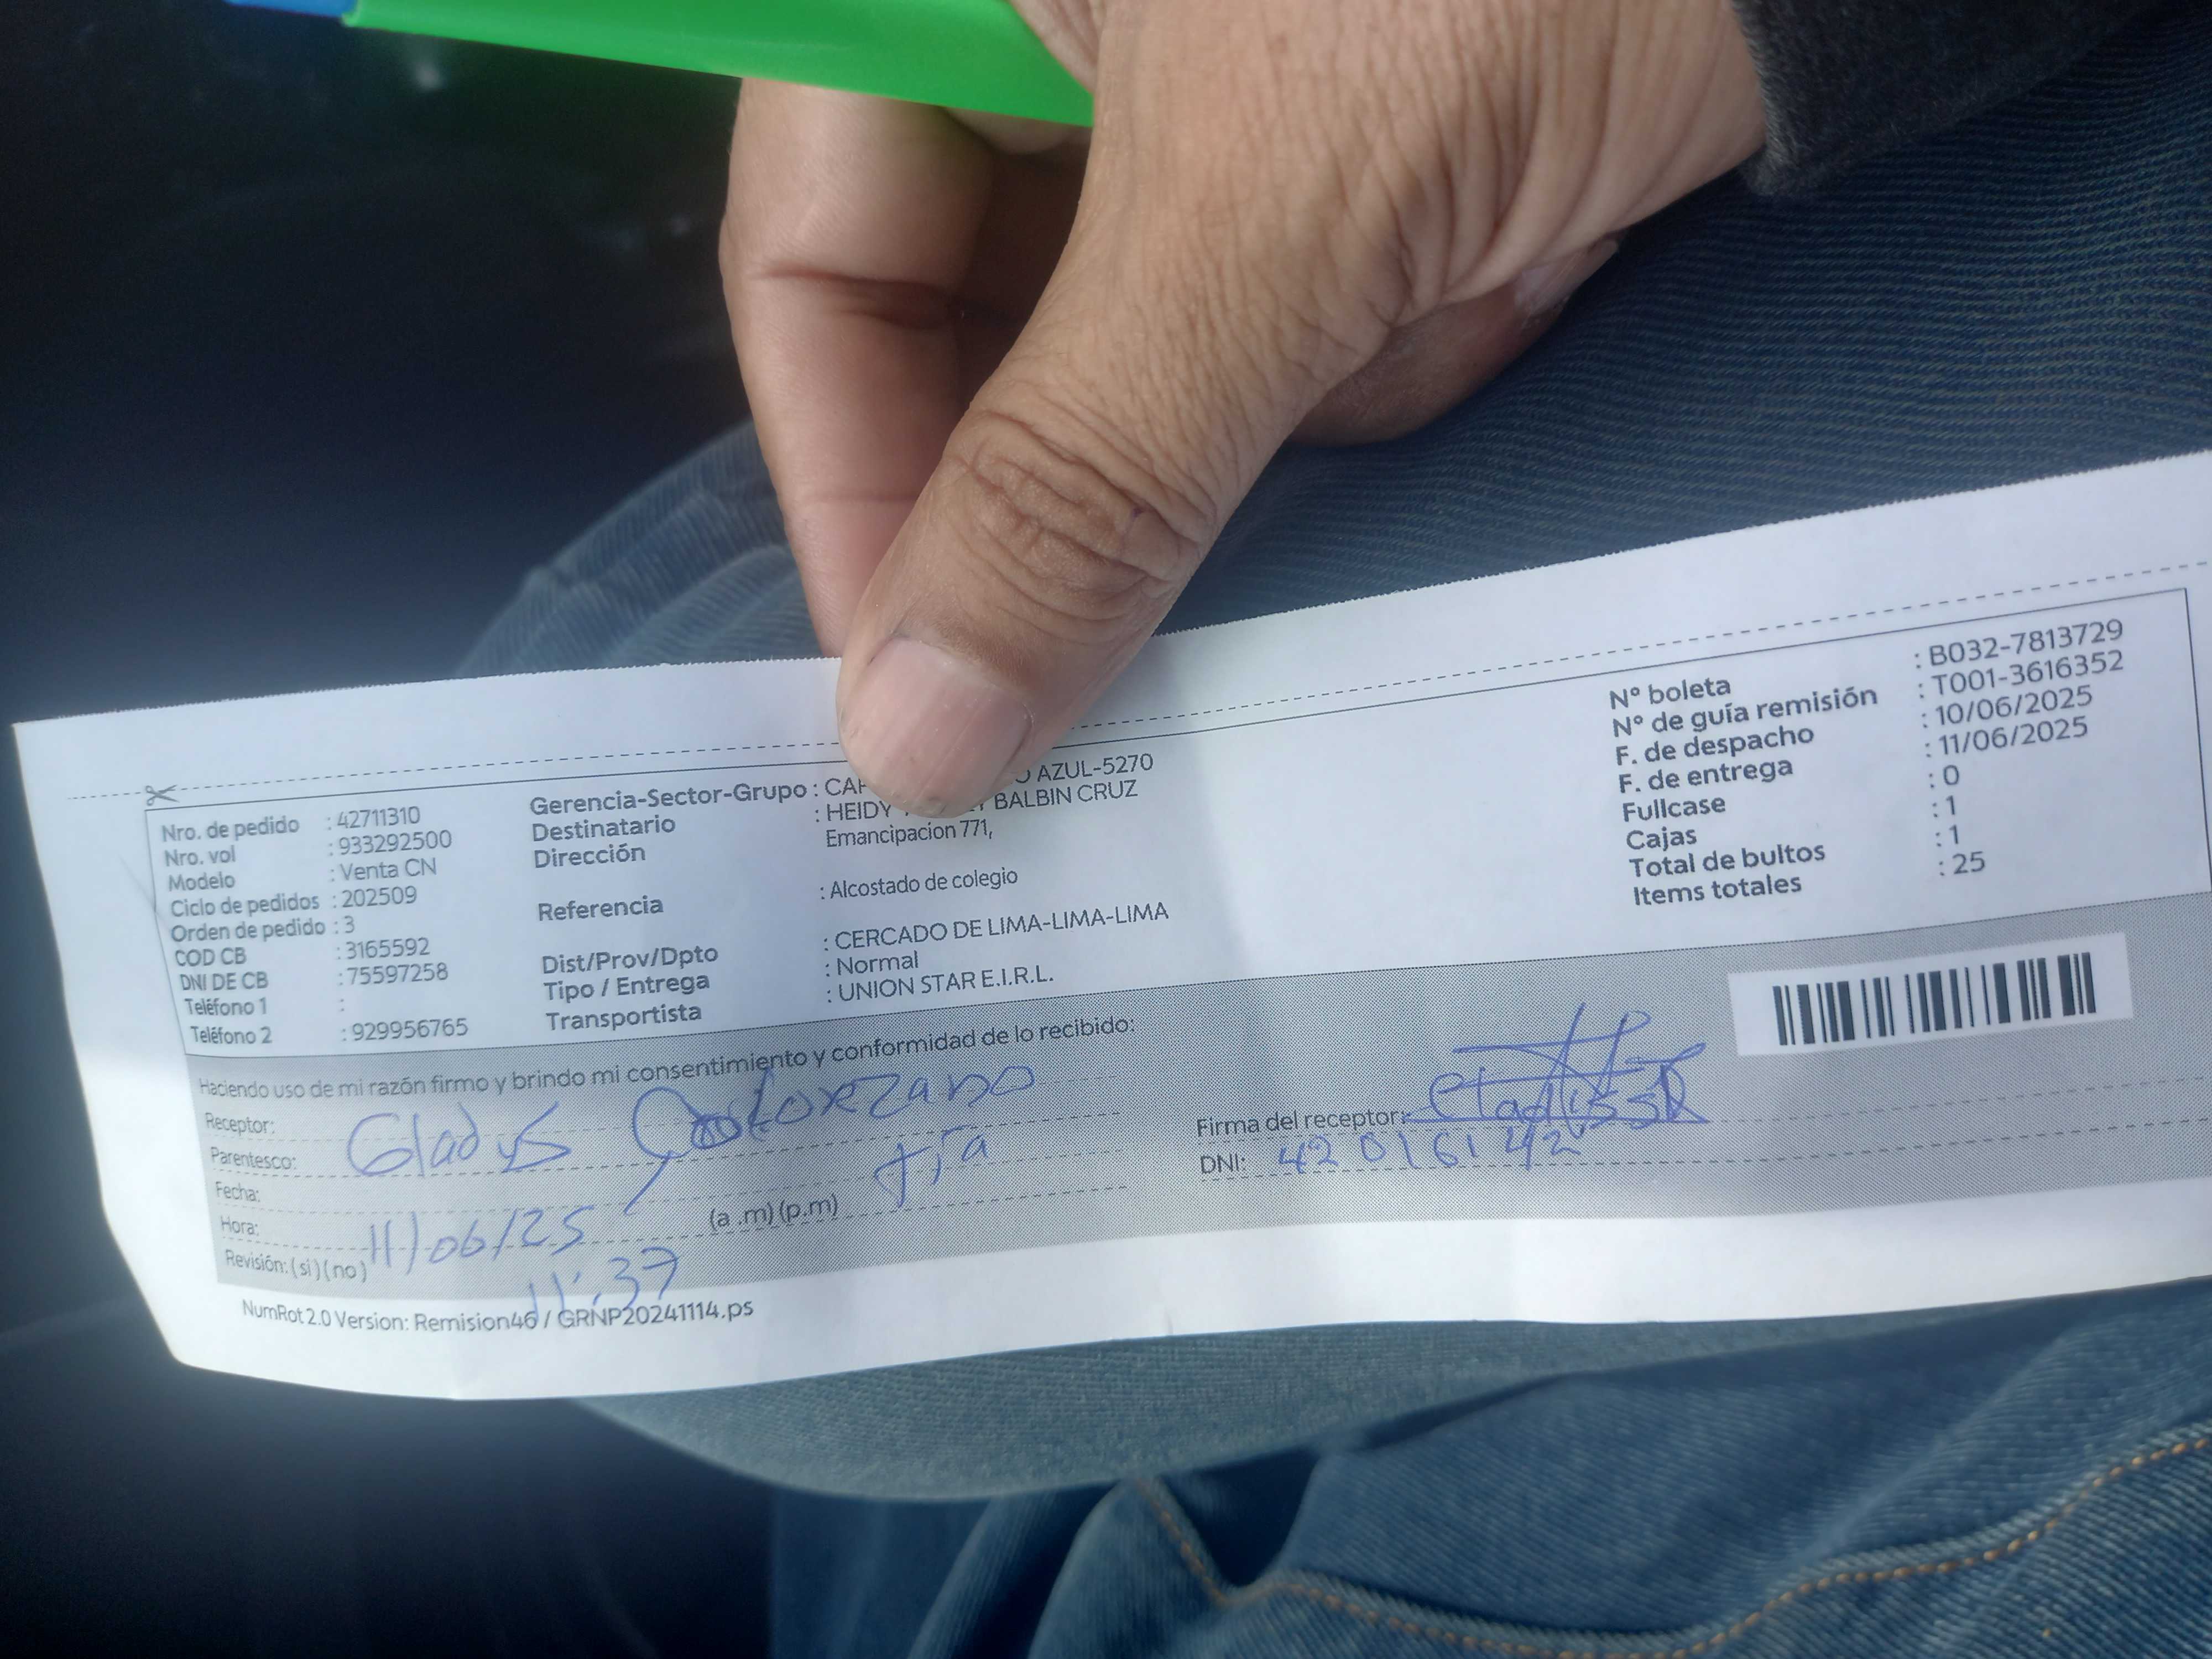 Nro. de pedido : 42711310
Nro. vol : 933292500
Modelo : Venta CN
Ciclo de pedidos : 202509
Orden de pedido : 3
COD CB : 3165592
DNI DE CB : 75597258
Teléfono 1 :
Teléfono 2 : 929956765
Gerencia-Sector-Grupo : AZUL-5270
Destinatario : HEIDY BALBIN CRUZ
Dirección Emancipacion 771,
Referencia : Alcostado de colegio
Dist/Prov/Dpto : CERCADO DE LIMA-LIMA-LIMA
Tipo / Entrega : Normal
Transportista : UNION STAR E.I.R.L.
N° boleta : B032-7813729
N° de guía remisión : T001-3616352
F. de despacho : 10/06/2025
F. de entrega : 11/06/2025
Fullcase : 0
Cajas : 1
Total de bultos : 1
Items totales : 25
Haciendo uso de mi razón firmo y brindo mi consentimiento y conformidad de lo recibido:
Receptor: Gladys
Parentesco: tía
Fecha: 11/06/25
Hora: 11:37 (a .m) (p.m)
Revisión: (si) (no)
Firma del receptor:
DNI: 42016142
NumRot 2.0 Version: Remision46 / GRNP20241114.ps